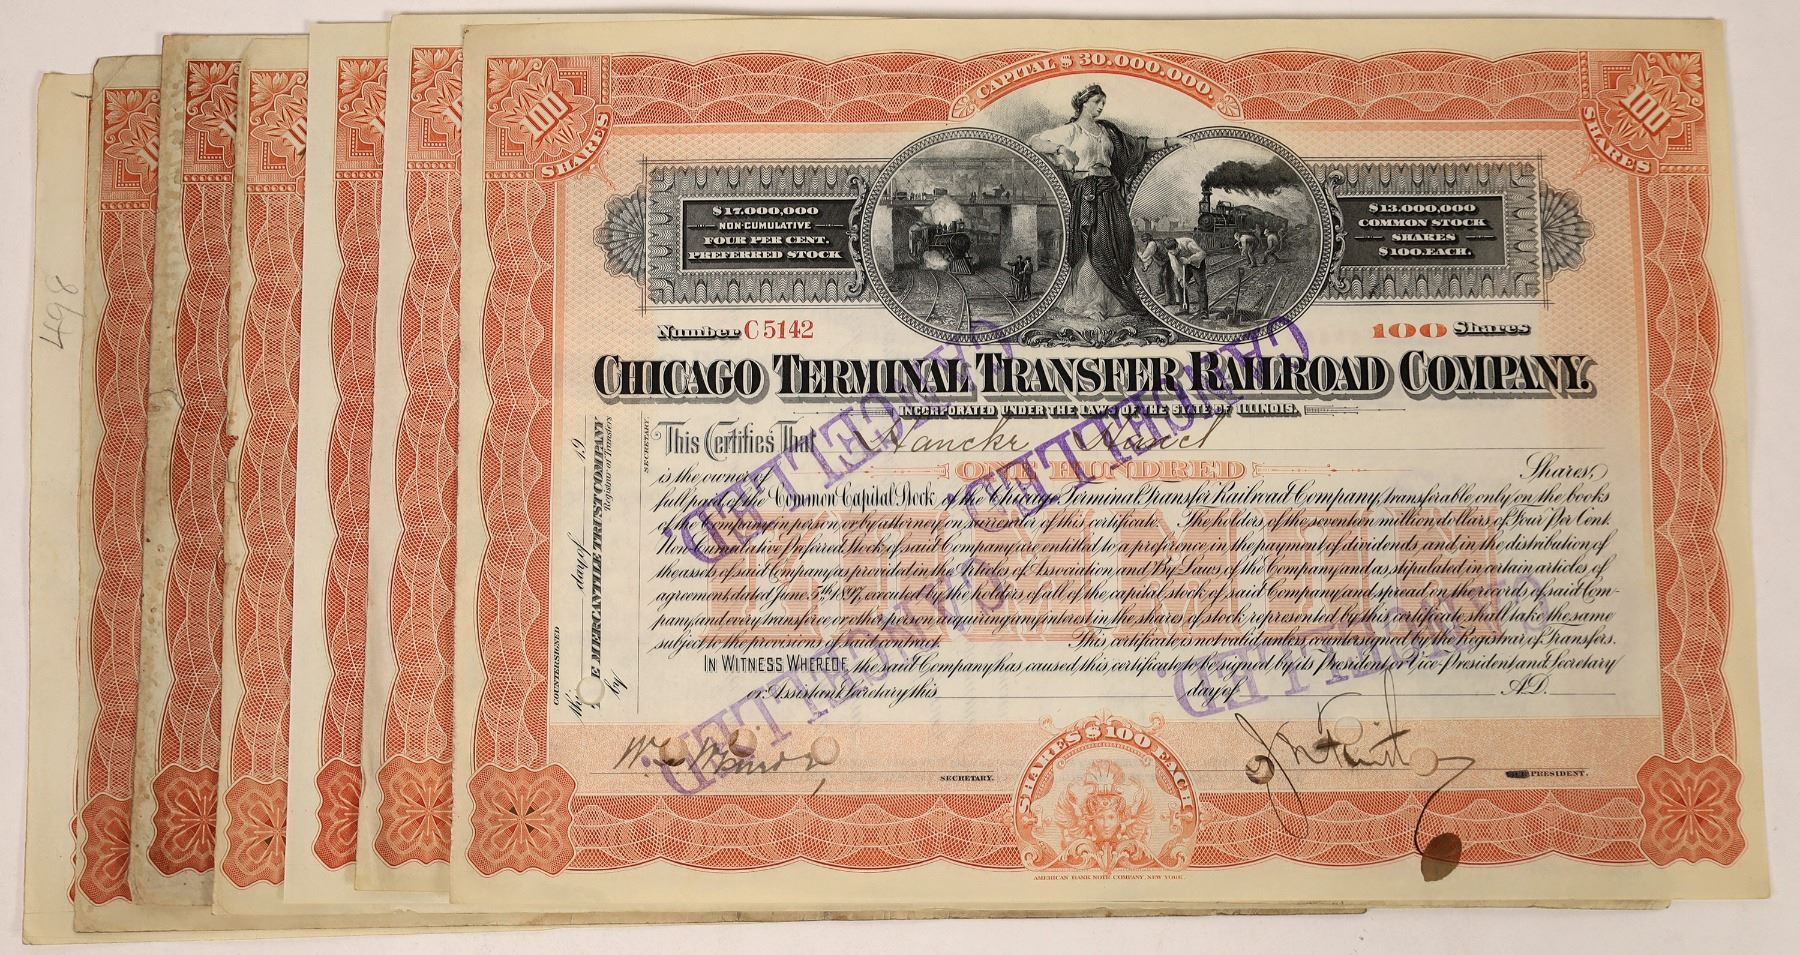 498
CAPITAL $30,000,000.
100
SHARES
100
SHARES
$17,000,000
NON-CUMULATIVE
FOUR PER CENT.
PREFERRED STOCK
$13,000,000
COMMON STOCK
SHARES
$100. EACH.
Number C5142
100 Shares
CHICAGO TERMINAL TRANSFER RAILROAD COMPANY.
INCORPORATED UNDER THE LAWS OF THE STATE OF ILLINOIS.
This Certifies That
is the owner of ONE HUNDRED Shares,
full paid, of the Common Capital Stock of the Chicago Terminal Transfer Railroad Company, transferable only on the books
of the Company in person or by attorney on surrender of this certificate. The holders of the seventeen million dollars of Four Per Cent.
Non-Cumulative Preferred Stock of said Company are entitled to a preference in the payment of dividends and in the distribution of
the assets of said Company as provided in the Articles of Association and By-Laws of the Company and as stipulated in certain articles of
agreement, dated June 5th, 1897, executed by the holders of all of the capital stock of said Company and spread on the records of said Com-
pany and every transferee or other person acquiring any interest in the shares of stock represented by this certificate shall take the same
subject to the provisions of said contract. This certificate is not valid unless countersigned by the Registrar of Transfers.
IN WITNESS WHEREOF, the said Company has caused this certificate to be signed by its President or Vice-President and Secretary
or Assistant Secretary this day of A.D.
SECRETARY.
PRESIDENT.
SHARES $100 EACH
AMERICAN BANK NOTE COMPANY, NEW YORK.
COUNTERSIGNED
day of 19
E MERCANTILE TRUST COMPANY
Registrar of Transfers
by
SECRETARY.
CANCELLED.
CANCELLED.
CANCELLED.
CANCELLED.